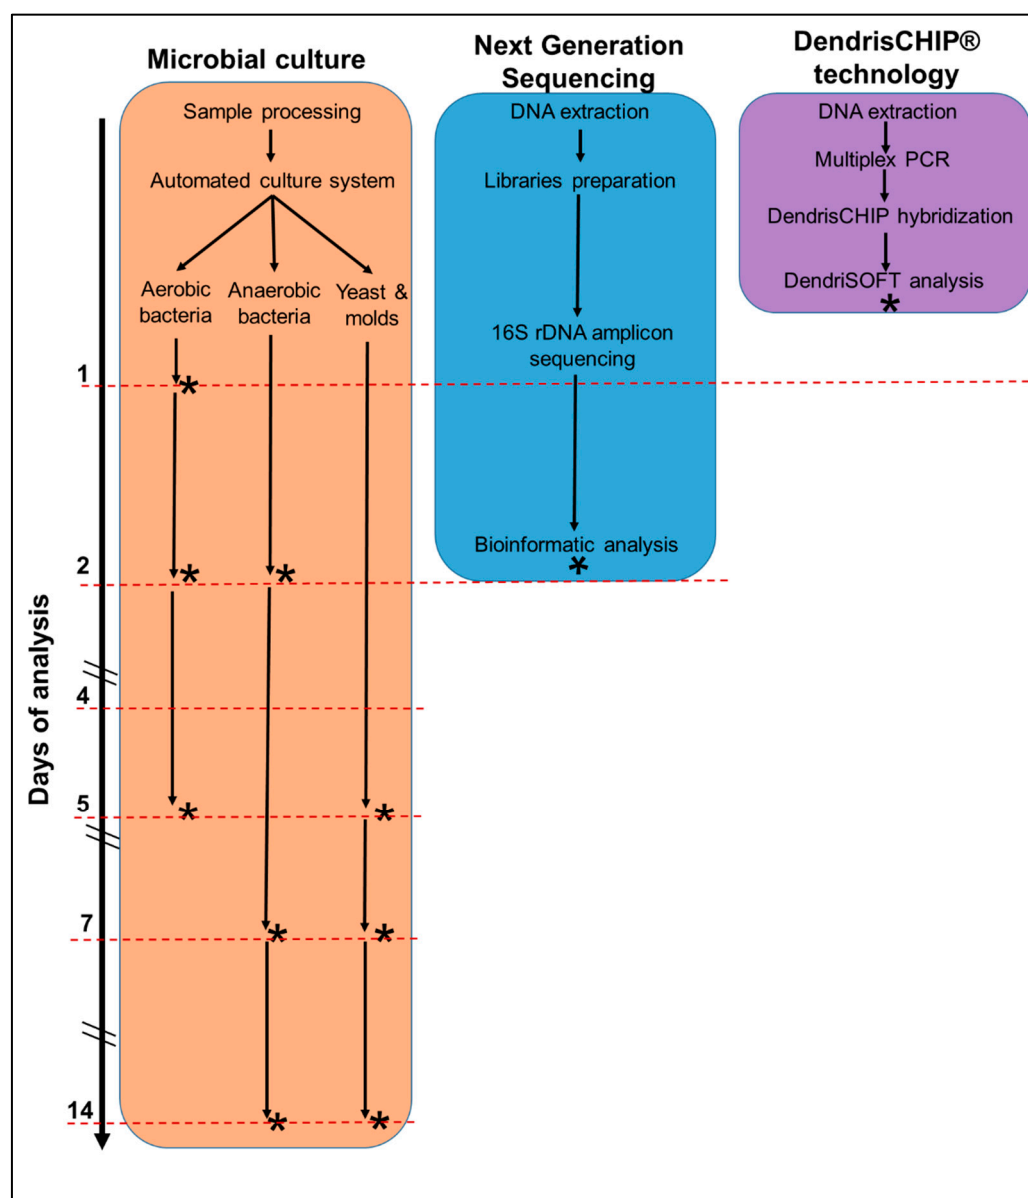 Microbial culture
Sample processing
Automated culture system
Aerobic
bacteria
Anaerobic
bacteria
Yeast &
molds
Next Generation
Sequencing
DNA extraction
Libraries preparation
16S rDNA amplicon
sequencing
Bioinformatic analysis
*
DendrisCHIP®
technology
DNA extraction
Multiplex PCR
DendrisCHIP hybridization
DendriSOFT analysis
*
Days of analysis
1
*
2
* *
4
5
* *
7
* *
14
* *